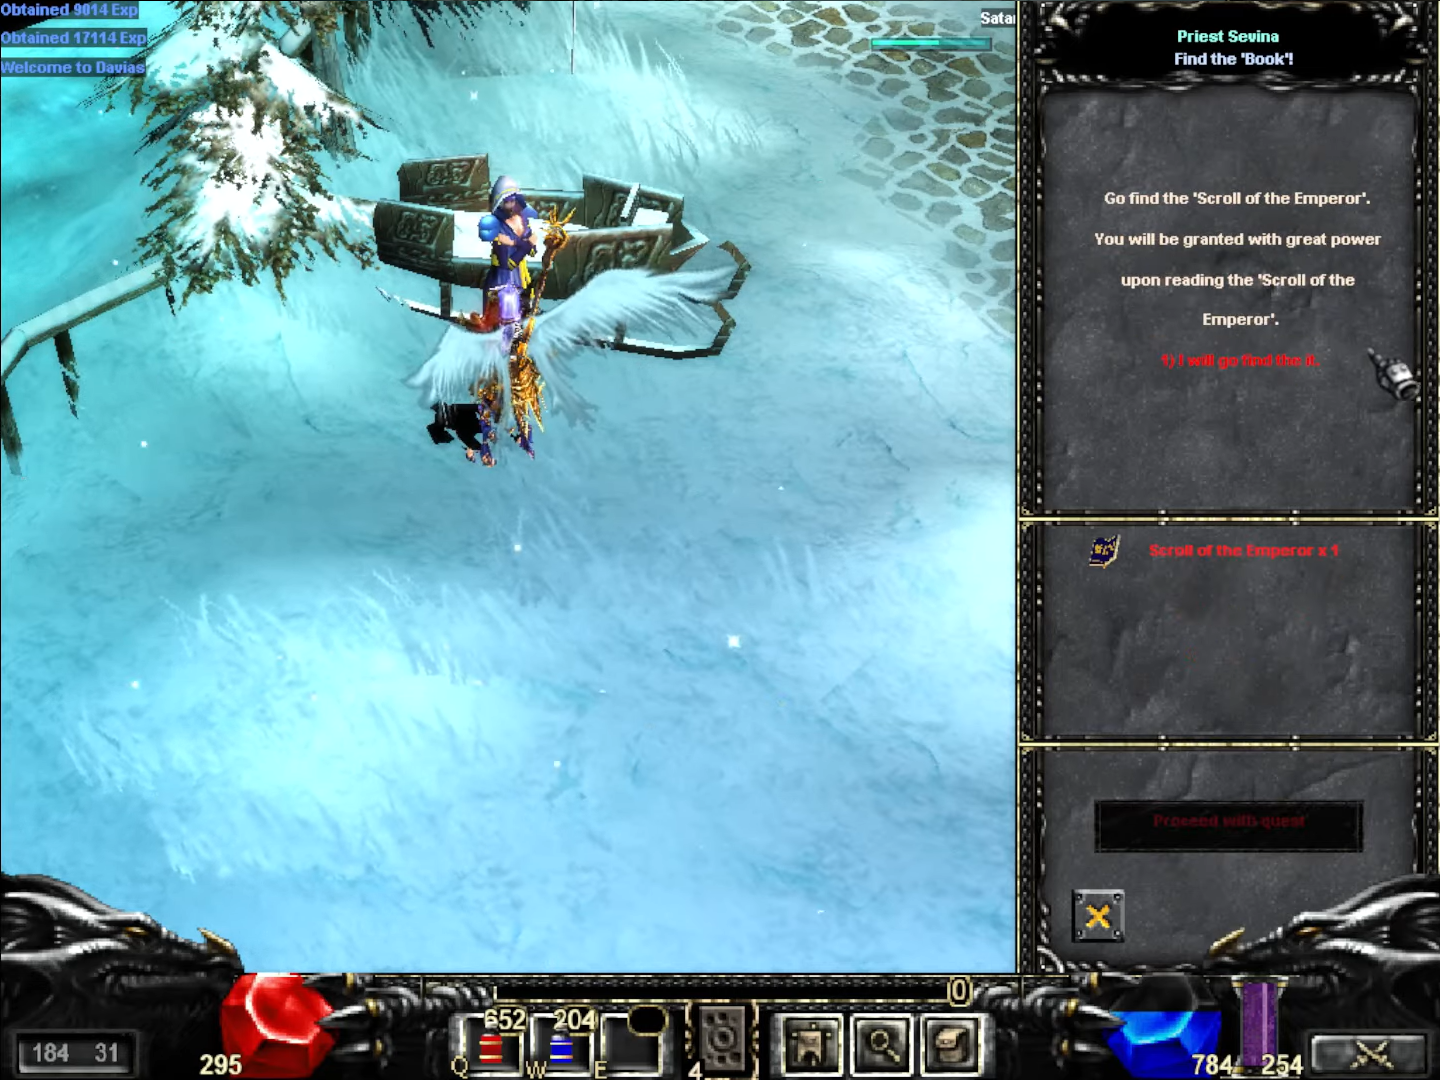 Obtained 9014 Exp
Obtained 17114 Exp
Welcome to Davias
Satan
Priest Sevina
Find the 'Book'!
Go find the 'Scroll of the Emperor'.
You will be granted with great power
upon reading the 'Scroll of the
Emperor'.
1) I will go find the it.
Scroll of the Emperor x 1
Proceed with quest
0
652
204
Q
W
E
4
184 31
295
784
254